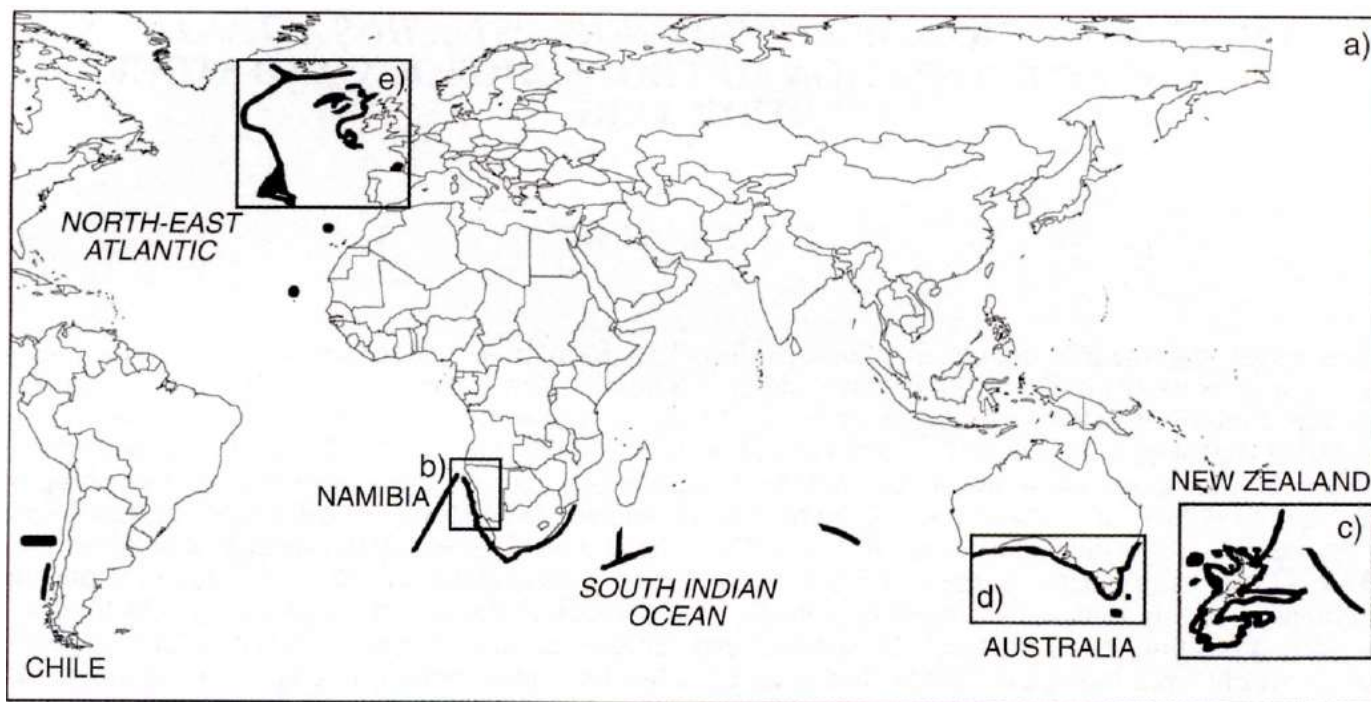 a)
e)
NORTH-EAST
ATLANTIC
b)
NAMIBIA
NEW ZEALAND
c)
SOUTH INDIAN
OCEAN
d)
AUSTRALIA
CHILE